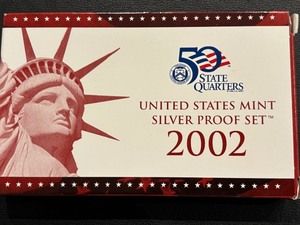 50
STATE
QUARTERS
UNITED STATES MINT
SILVER PROOF SET™
2002